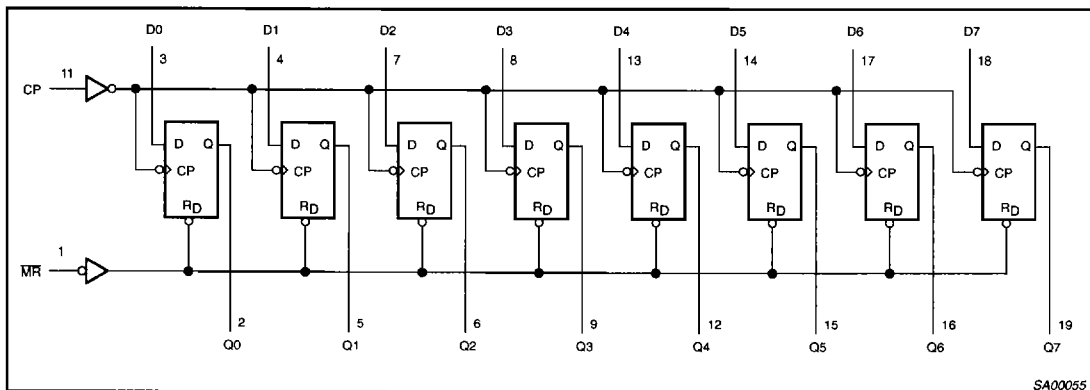 D0 D1 D2 D3 D4 D5 D6 D7
3 4 7 8 13 14 17 18
CP 11
D Q D Q D Q D Q D Q D Q D Q D Q
CP CP CP CP CP CP CP CP
RD RD RD RD RD RD RD RD
MR 1
2 5 6 9 12 15 16 19
Q0 Q1 Q2 Q3 Q4 Q5 Q6 Q7
SA00055